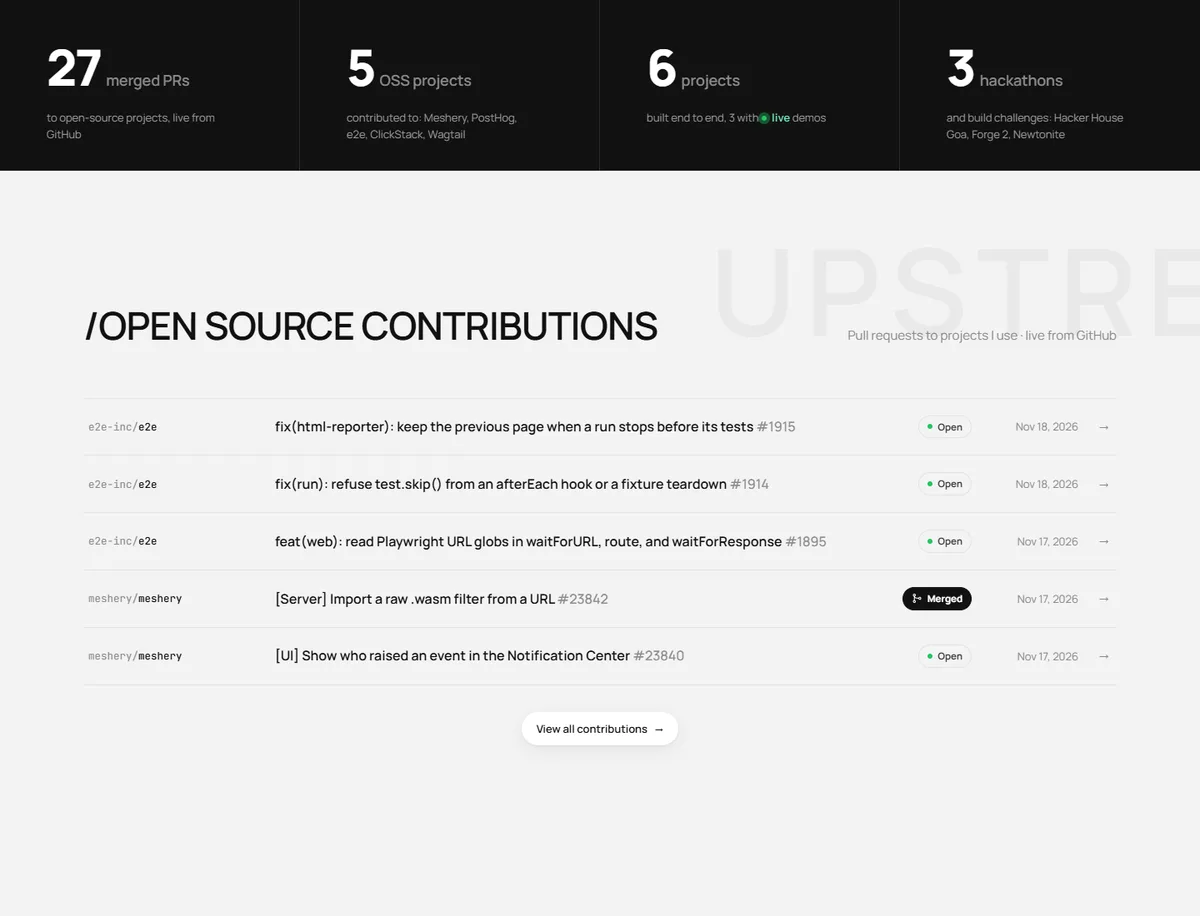 27 merged PRs
to open-source projects, live from
GitHub
5 OSS projects
contributed to: Meshery, PostHog,
e2e, ClickStack, Wagtail
6 projects
built end to end, 3 with live demos
3 hackathons
and build challenges: Hacker House
Goa, Forge 2, Newtonite
UPSTRE
/OPEN SOURCE CONTRIBUTIONS
Pull requests to projects I use · live from GitHub
e2e-inc/e2e fix(html-reporter): keep the previous page when a run stops before its tests #1915 Open Nov 18, 2026 →
e2e-inc/e2e fix(run): refuse test.skip() from an afterEach hook or a fixture teardown #1914 Open Nov 18, 2026 →
e2e-inc/e2e feat(web): read Playwright URL globs in waitForURL, route, and waitForResponse #1895 Open Nov 17, 2026 →
meshery/meshery [Server] Import a raw .wasm filter from a URL #23842 Merged Nov 17, 2026 →
meshery/meshery [UI] Show who raised an event in the Notification Center #23840 Open Nov 17, 2026 →
View all contributions →